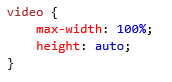 video {
    max-width: 100%;
    height: auto;
}